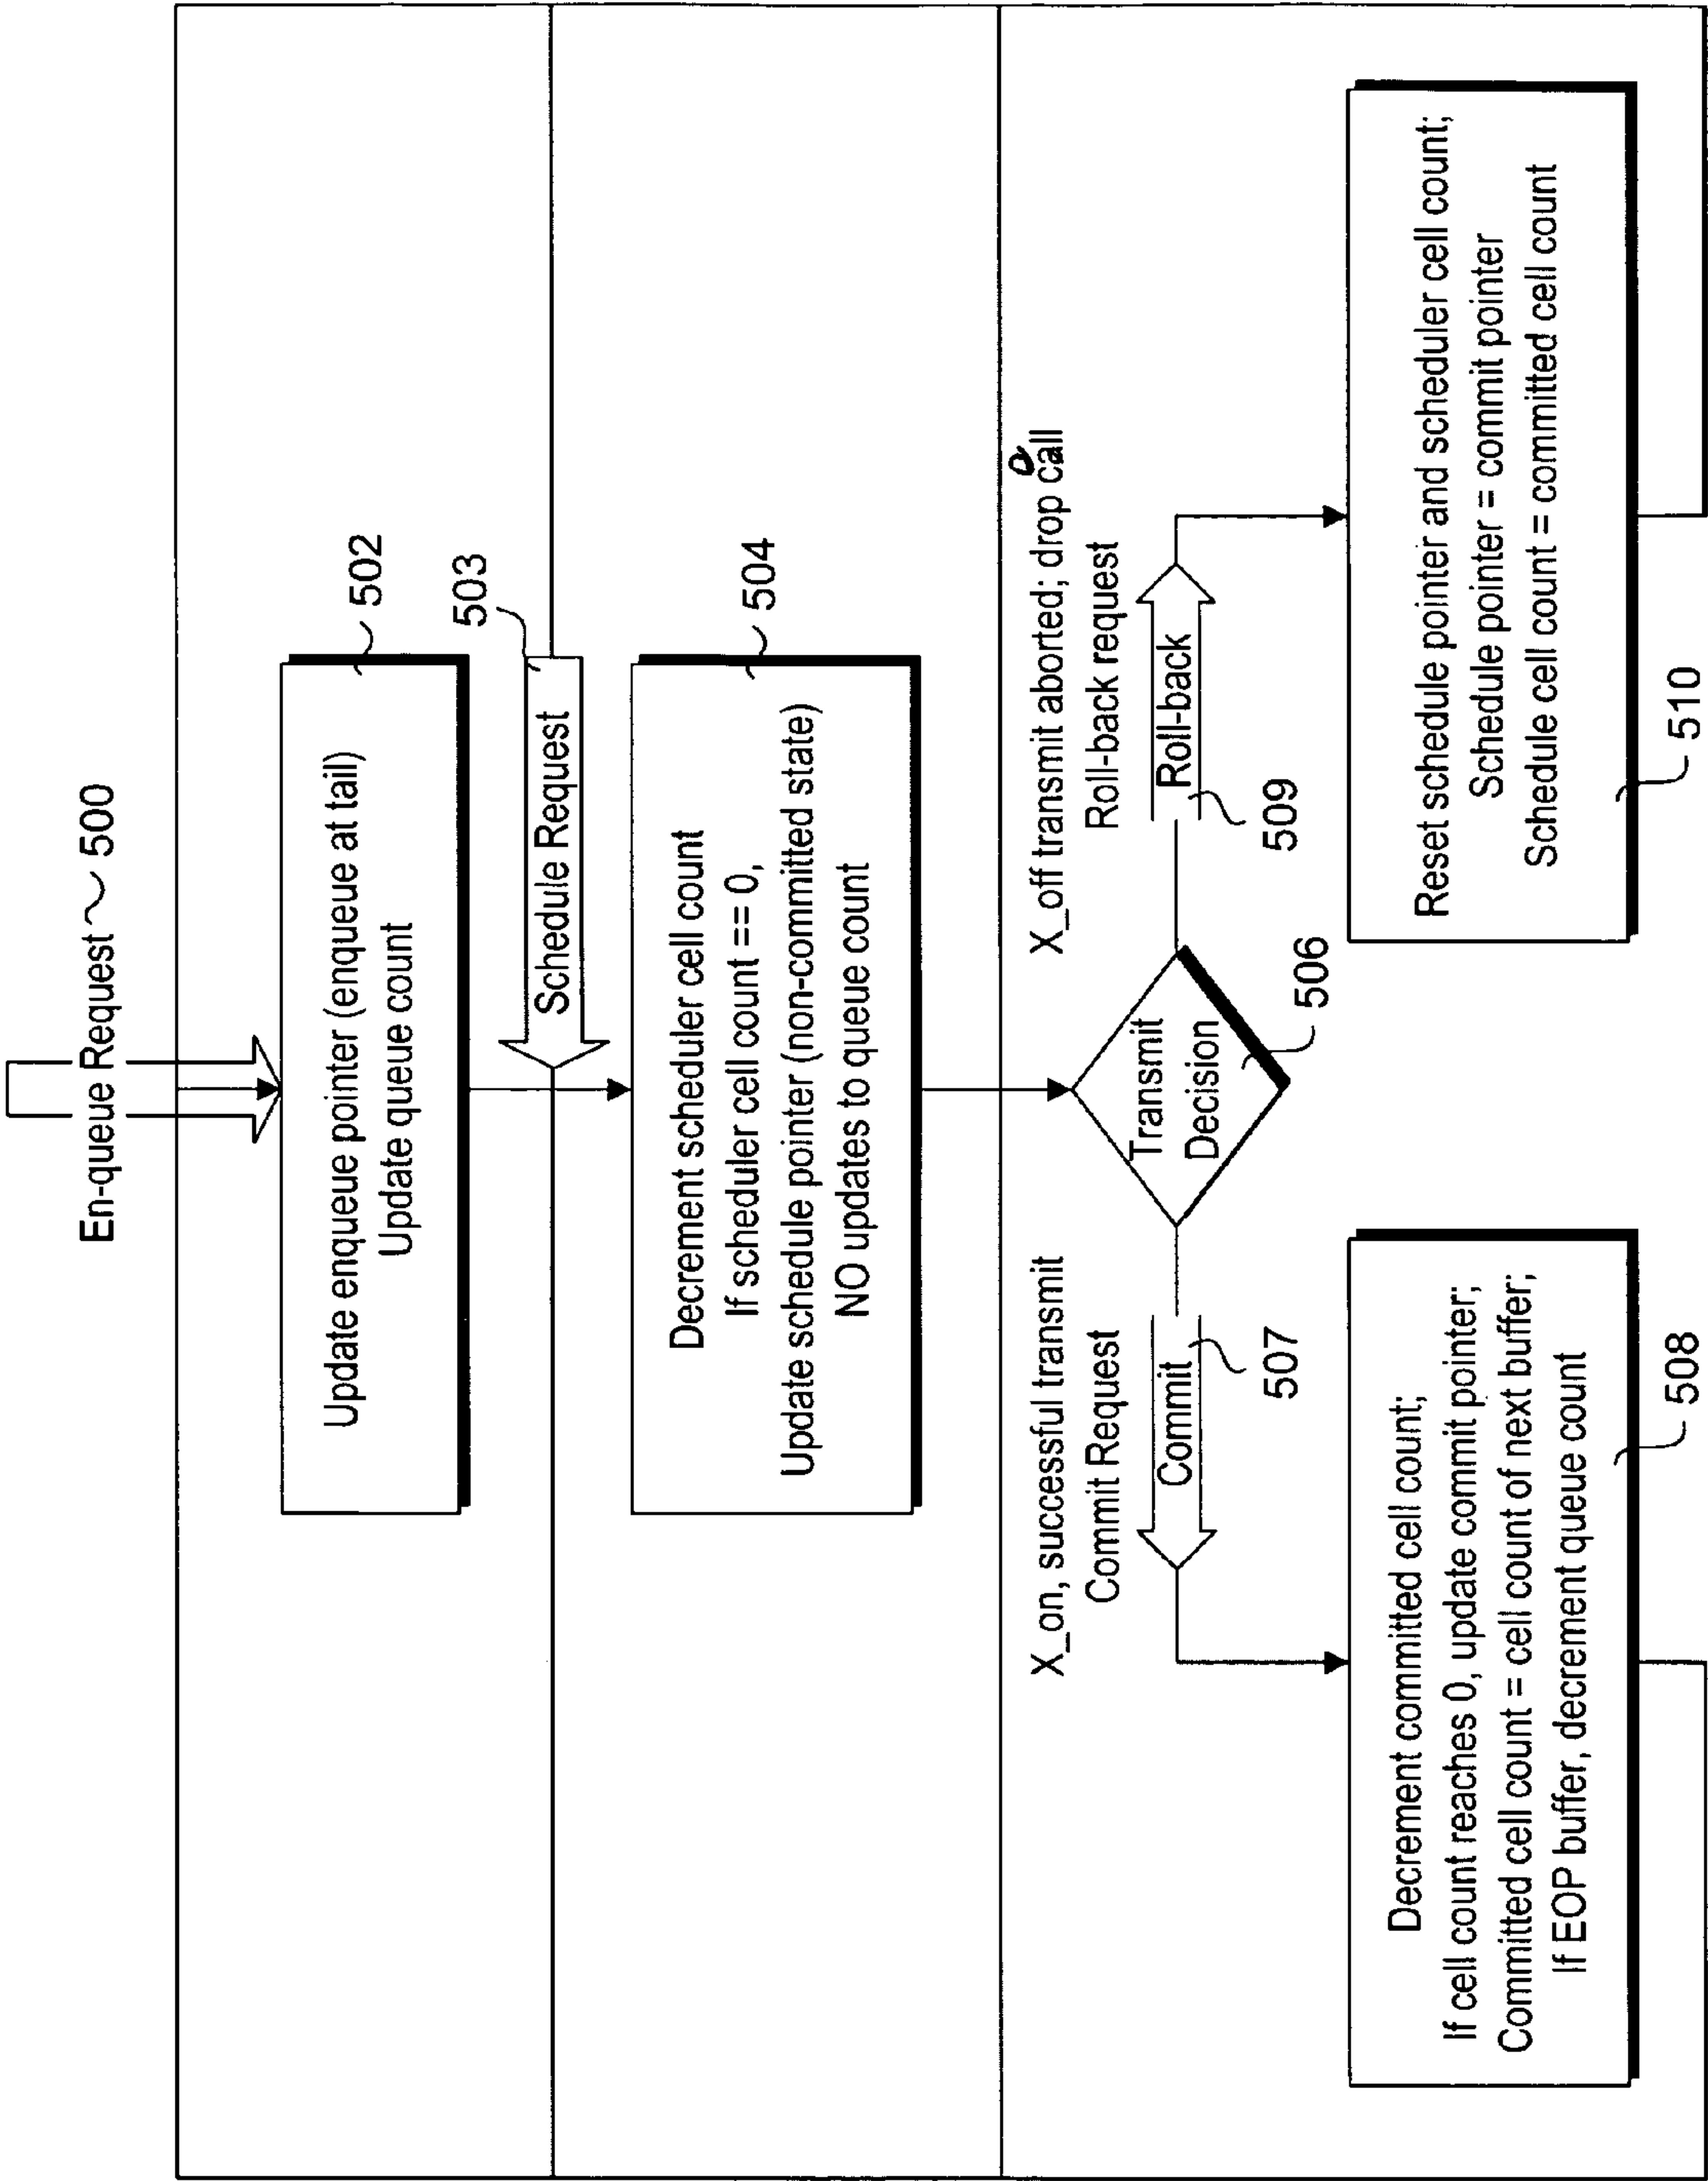 En-queue Request 500
Update enqueue pointer (enqueue at tail)
Update queue count
502
Schedule Request
503
Decrement scheduler cell count
If scheduler cell count == 0,
Update schedule pointer (non-committed state)
NO updates to queue count
504
Transmit
Decision
506
X_on, successful transmit
Commit Request
Commit
507
X_off transmit aborted; drop call
Roll-back request
Roll-back
509
Decrement committed cell count;
If cell count reaches 0, update commit pointer;
Committed cell count = cell count of next buffer;
If EOP buffer, decrement queue count
508
Reset schedule pointer and scheduler cell count;
Schedule pointer = commit pointer
Schedule cell count = committed cell count
510